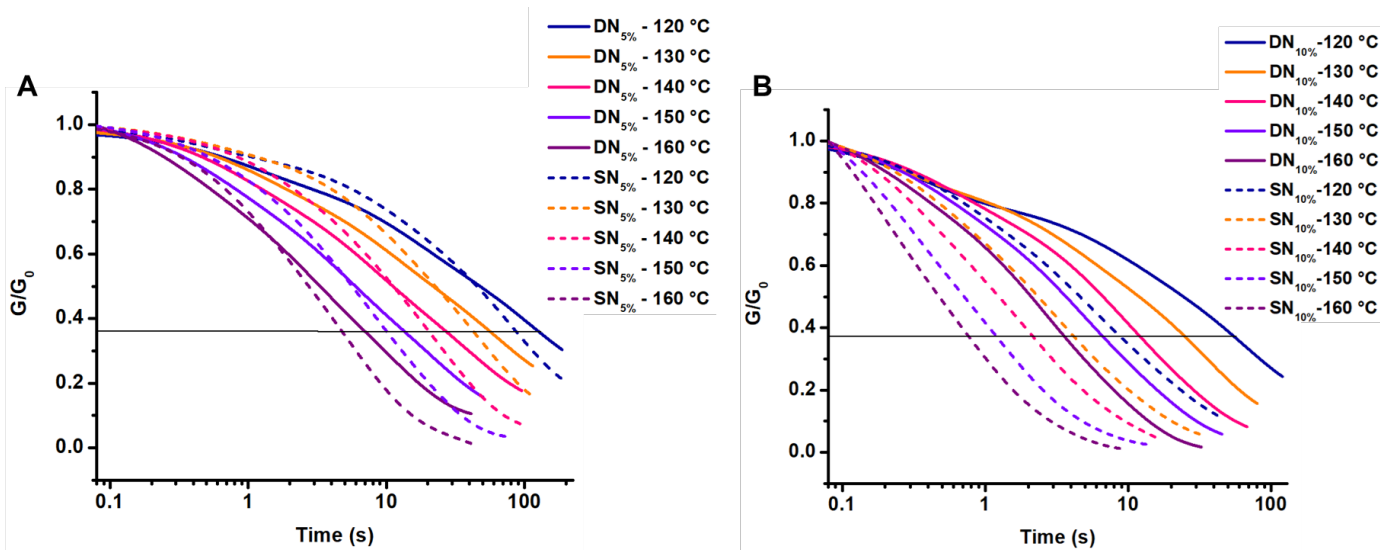 A
DN5% - 120 °C
DN5% - 130 °C
DN5% - 140 °C
DN5% - 150 °C
DN5% - 160 °C
SN5% - 120 °C
SN5% - 130 °C
SN5% - 140 °C
SN5% - 150 °C
SN5% - 160 °C
G/G0
1.0
0.8
0.6
0.4
0.2
0.0
0.1 1 10 100
Time (s)
B
DN10%-120 °C
DN10%-130 °C
DN10%-140 °C
DN10%-150 °C
DN10%-160 °C
SN10%-120 °C
SN10%-130 °C
SN10%-140 °C
SN10%-150 °C
SN10%-160 °C
G/G0
1.0
0.8
0.6
0.4
0.2
0.0
0.1 1 10 100
Time (s)